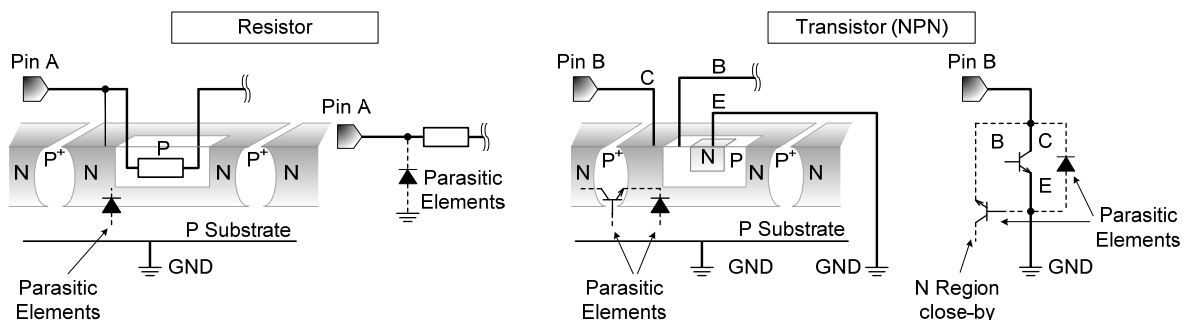 Resistor
Transistor (NPN)
Pin A
Pin A
P
N
P+
N
P+
N
N
Parasitic
Elements
P Substrate
GND
Parasitic
Elements
Pin B
C
B
E
N
P+
N
N
P
P+
N
P Substrate
GND
GND
Parasitic
Elements
Pin B
B
C
E
Parasitic
Elements
GND
N Region
close-by